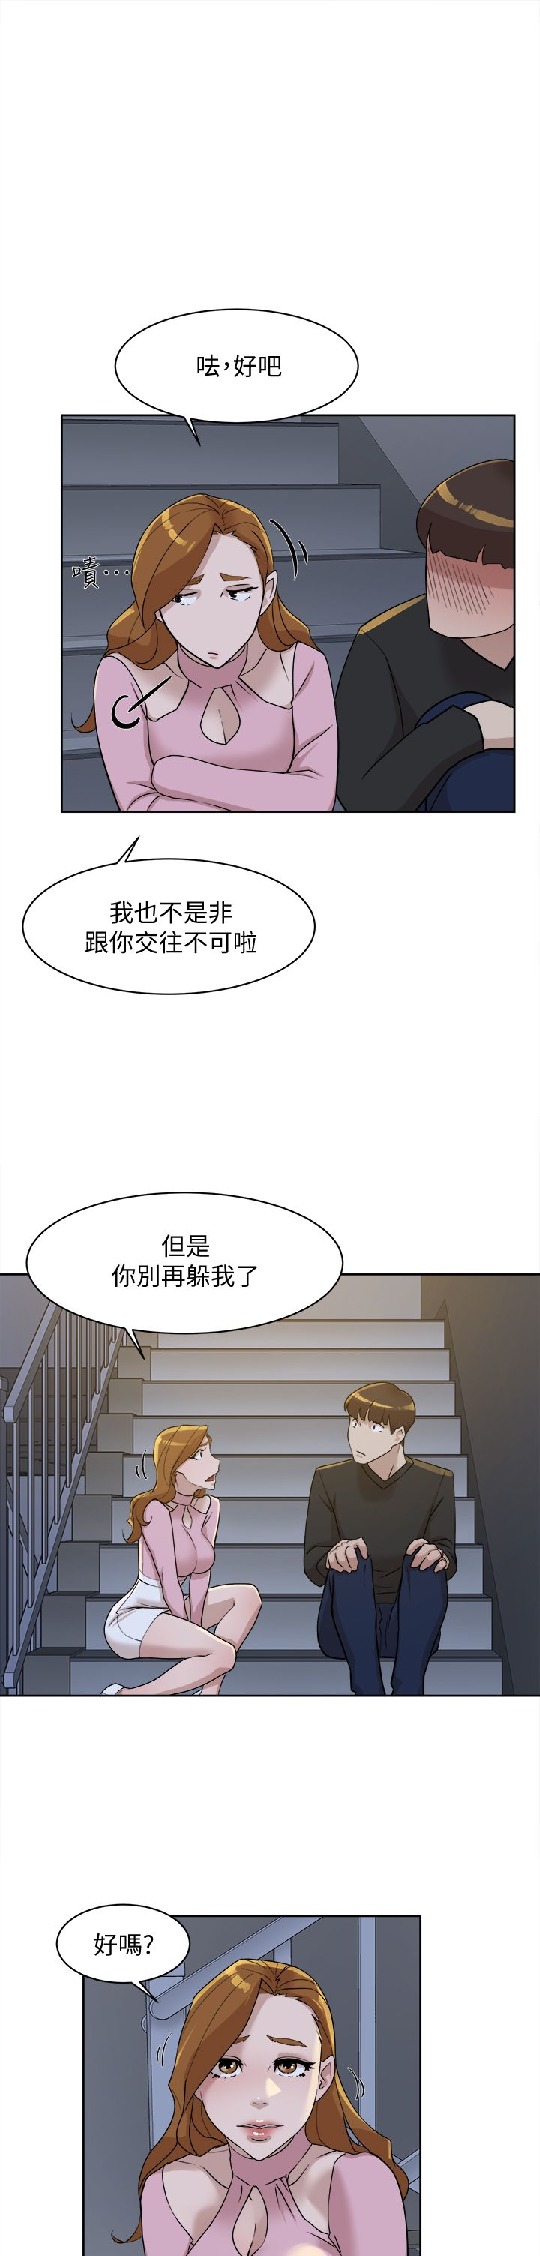 呿,好吧
嘖…
我也不是非
跟你交往不可啦
但是
你別再躲我了
好嗎?